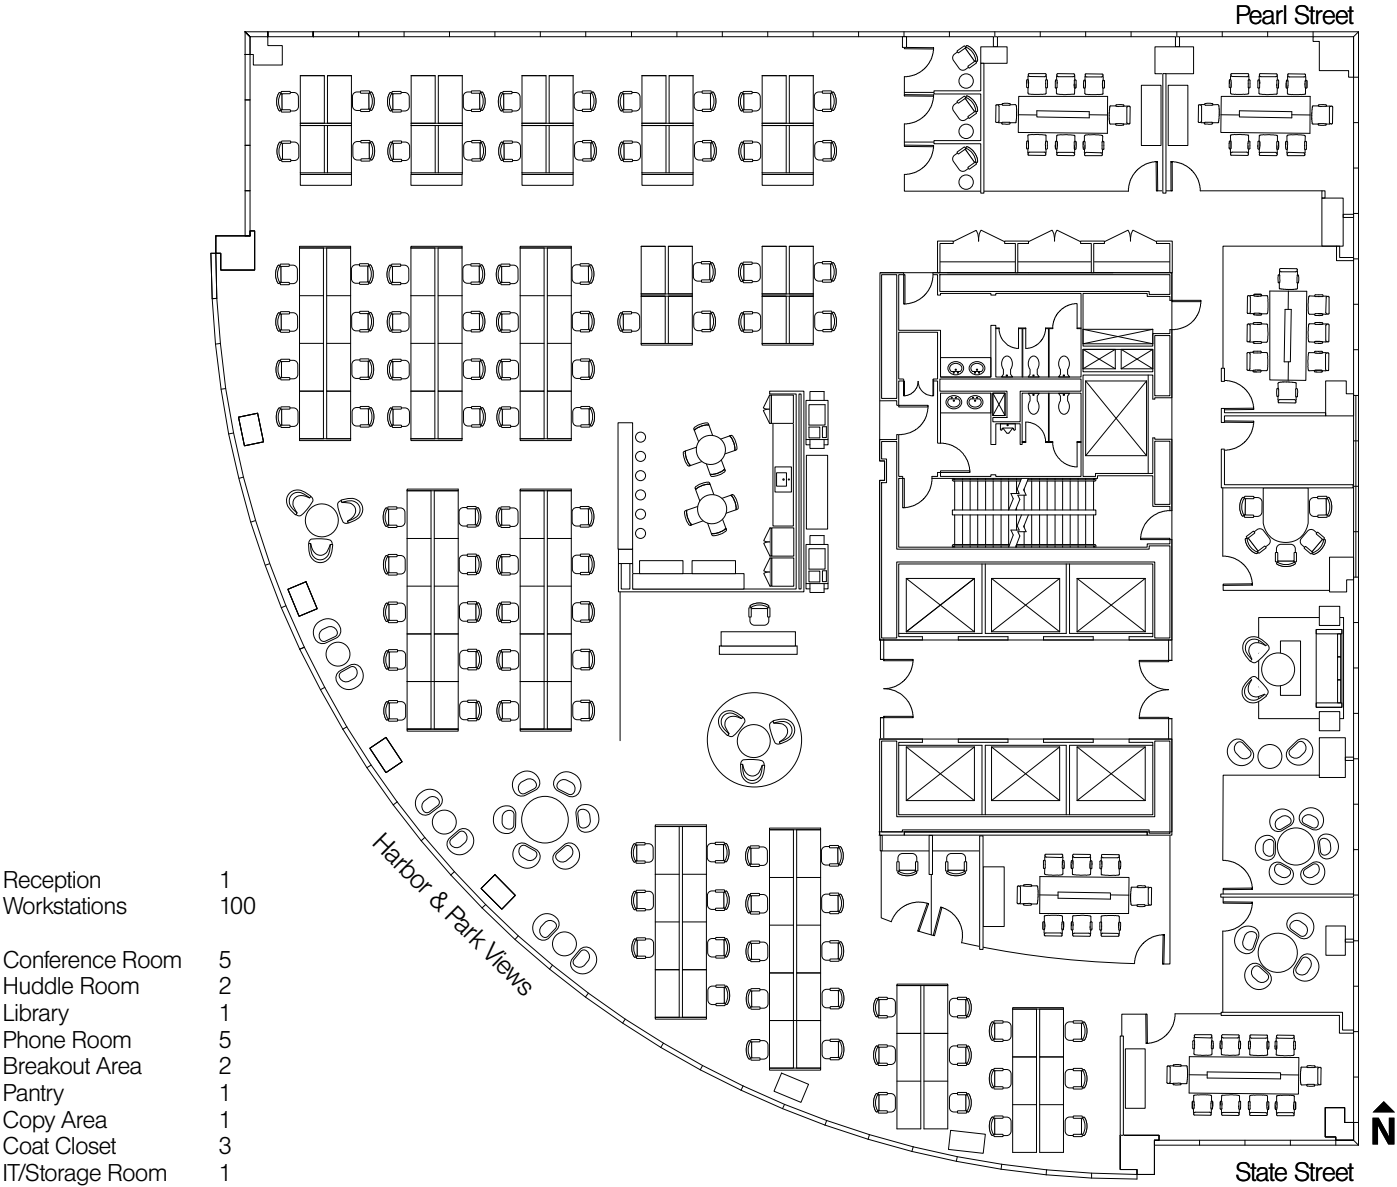 Pearl Street
Harbor & Park Views
Reception 1
Workstations 100
Conference Room 5
Huddle Room 2
Library 1
Phone Room 5
Breakout Area 2
Pantry 1
Copy Area 1
Coat Closet 3
IT/Storage Room 1
N
State Street